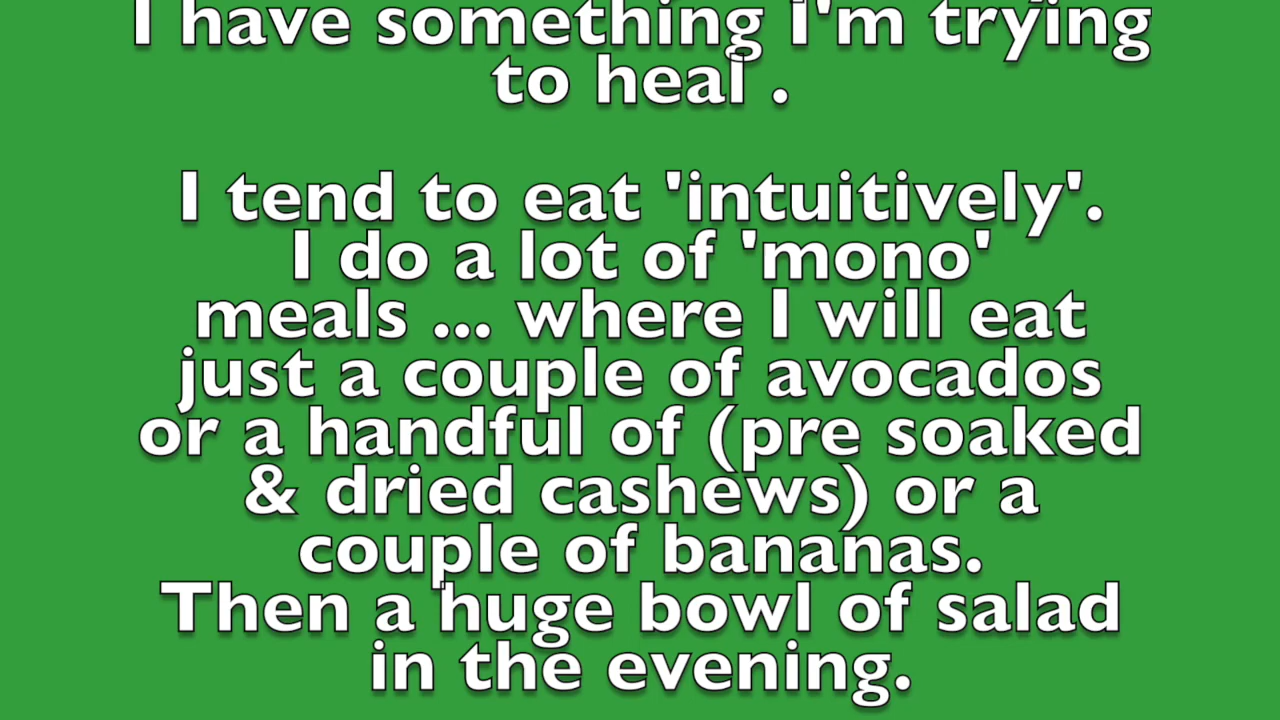 I have something I'm trying
to heal .
I tend to eat 'intuitively'.
I do a lot of 'mono'
meals ... where I will eat
just a couple of avocados
or a handful of (pre soaked
& dried cashews) or a
couple of bananas.
Then a huge bowl of salad
in the evening.